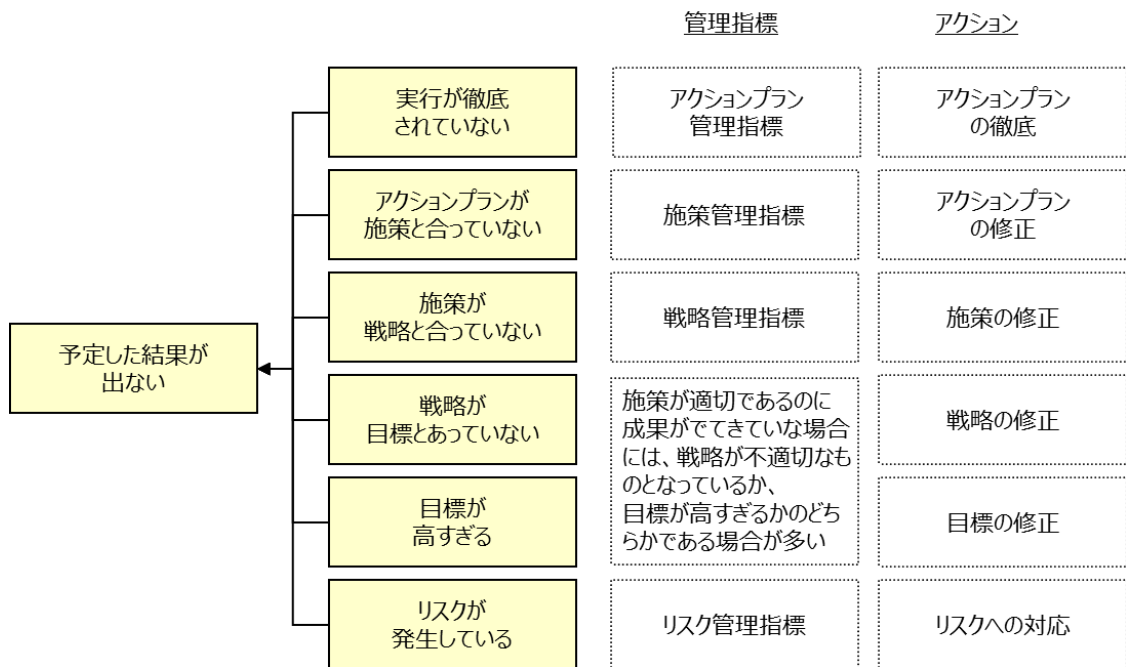 管理指標
アクション
実行が徹底
されていない
アクションプラン
管理指標
アクションプラン
の徹底
アクションプランが
施策と合っていない
施策管理指標
アクションプラン
の修正
施策が
戦略と合っていない
戦略管理指標
施策の修正
予定した結果が
出ない
戦略が
目標とあっていない
施策が適切であるのに
成果がでてきていな場合
には、戦略が不適切なも
のとなっているか、
目標が高すぎるかのどち
らかである場合が多い
戦略の修正
目標が
高すぎる
目標の修正
リスクが
発生している
リスク管理指標
リスクへの対応